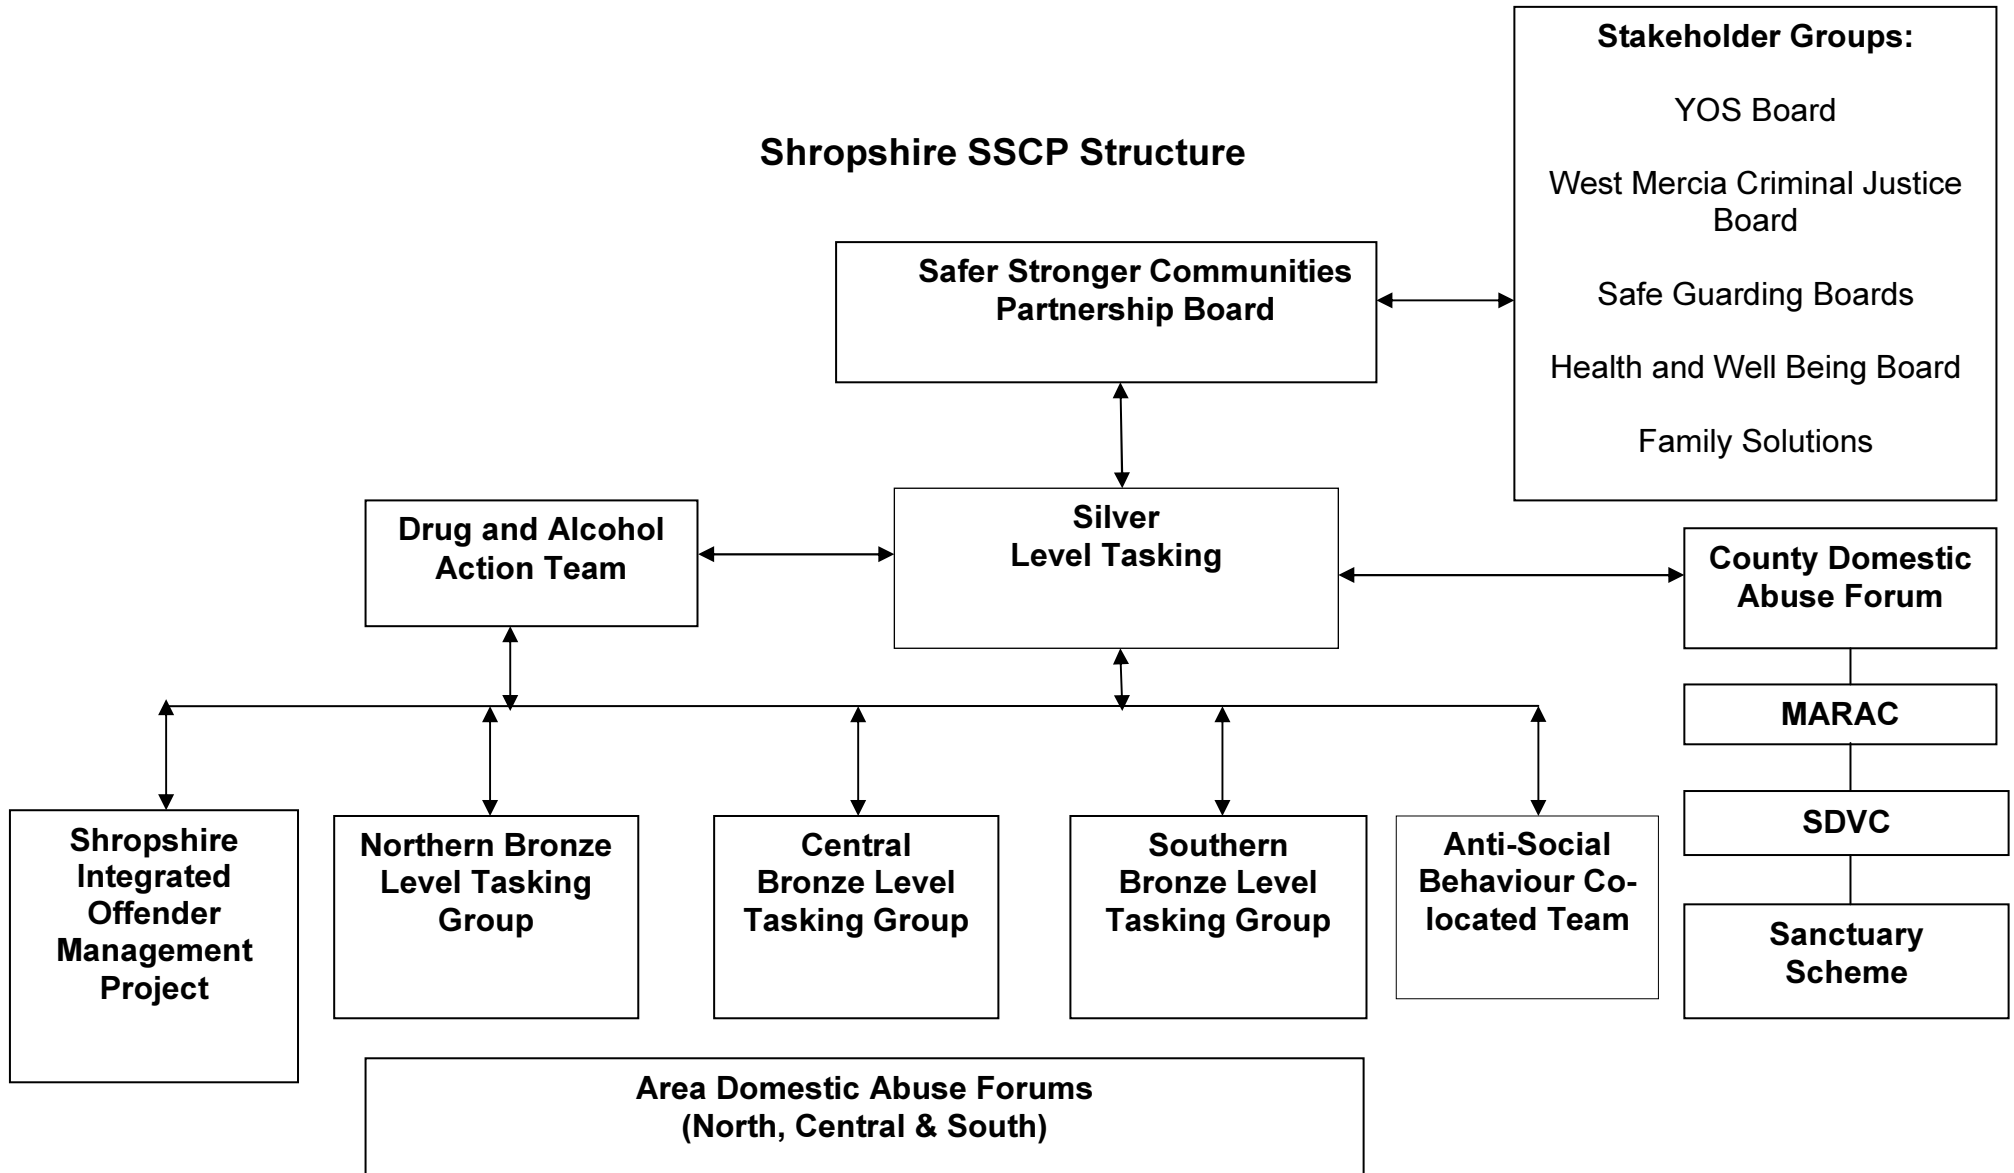 Stakeholder Groups:
YOS Board
West Mercia Criminal Justice
Board
Safe Guarding Boards
Health and Well Being Board
Family Solutions
Shropshire SSCP Structure
Safer Stronger Communities
Partnership Board
Drug and Alcohol
Action Team
Silver
Level Tasking
County Domestic
Abuse Forum
MARAC
SDVC
Sanctuary
Scheme
Shropshire
Integrated
Offender
Management
Project
Northern Bronze
Level Tasking
Group
Central
Bronze Level
Tasking Group
Southern
Bronze Level
Tasking Group
Anti-Social
Behaviour Co-
located Team
Area Domestic Abuse Forums
(North, Central & South)